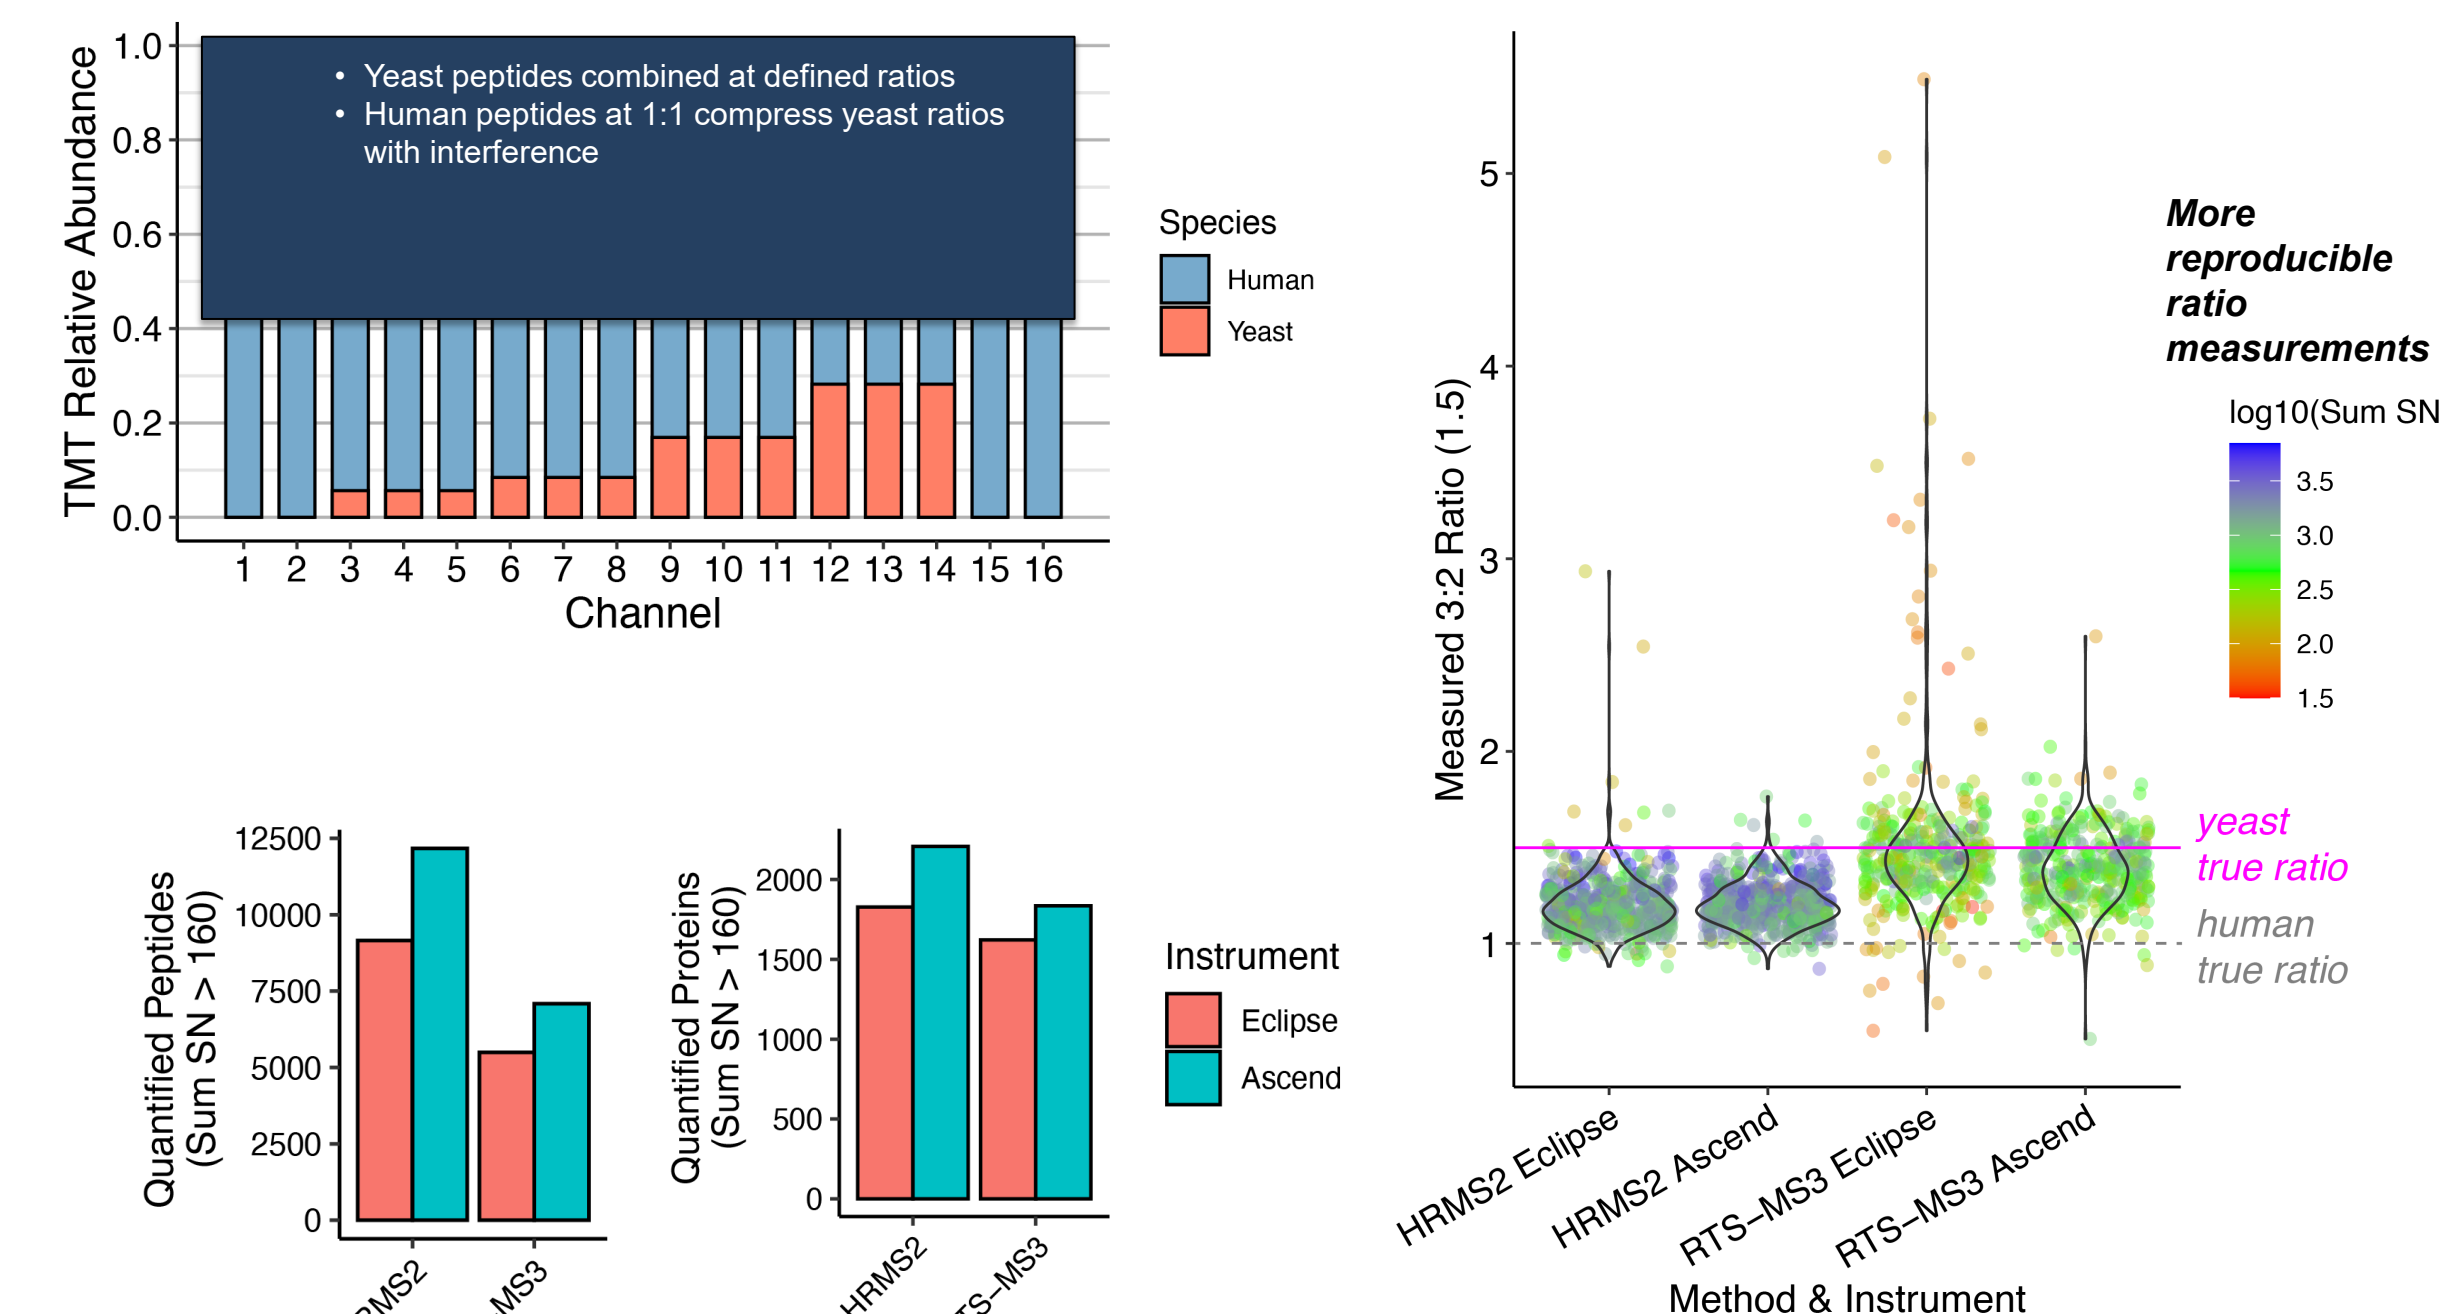 • Yeast peptides combined at defined ratios
• Human peptides at 1:1 compress yeast ratios
with interference
TMT Relative Abundance
1.0
0.8
0.6
0.4
0.2
0.0
1 2 3 4 5 6 7 8 9 10 11 12 13 14 15 16
Channel
Species
Human
Yeast
Quantified Peptides
(Sum SN > 160)
12500
10000
7500
5000
2500
0
RMS2
-MS3
Quantified Proteins
(Sum SN > 160)
2000
1500
1000
500
0
HRMS2
TS-MS3
Instrument
Eclipse
Ascend
Measured 3:2 Ratio (1.5)
5
4
3
2
1
HRMS2 Eclipse
HRMS2 Ascend
RTS-MS3 Eclipse
RTS-MS3 Ascend
Method & Instrument
More
reproducible
ratio
measurements
log10(Sum SN
3.5
3.0
2.5
2.0
1.5
yeast
true ratio
human
true ratio